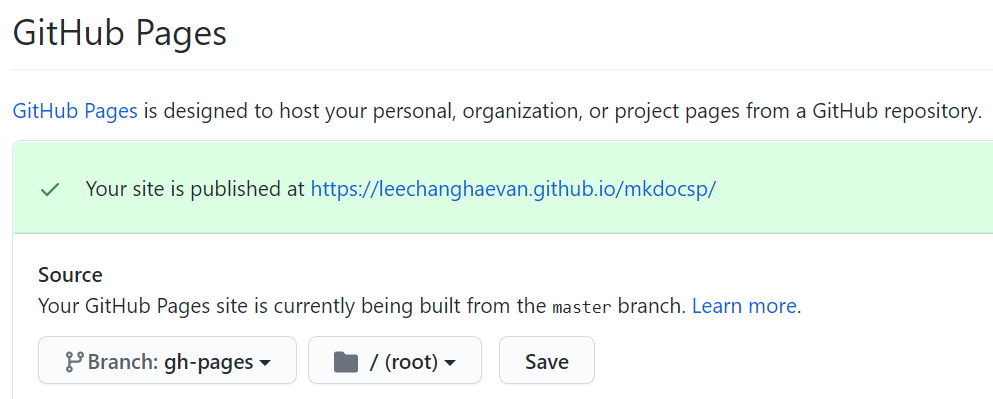 GitHub Pages
GitHub Pages is designed to host your personal, organization, or project pages from a GitHub repository.
Your site is published at https://leechanghaevan.github.io/mkdocsp/
Source
Your GitHub Pages site is currently being built from the master branch. Learn more.
Branch: gh-pages / (root) Save